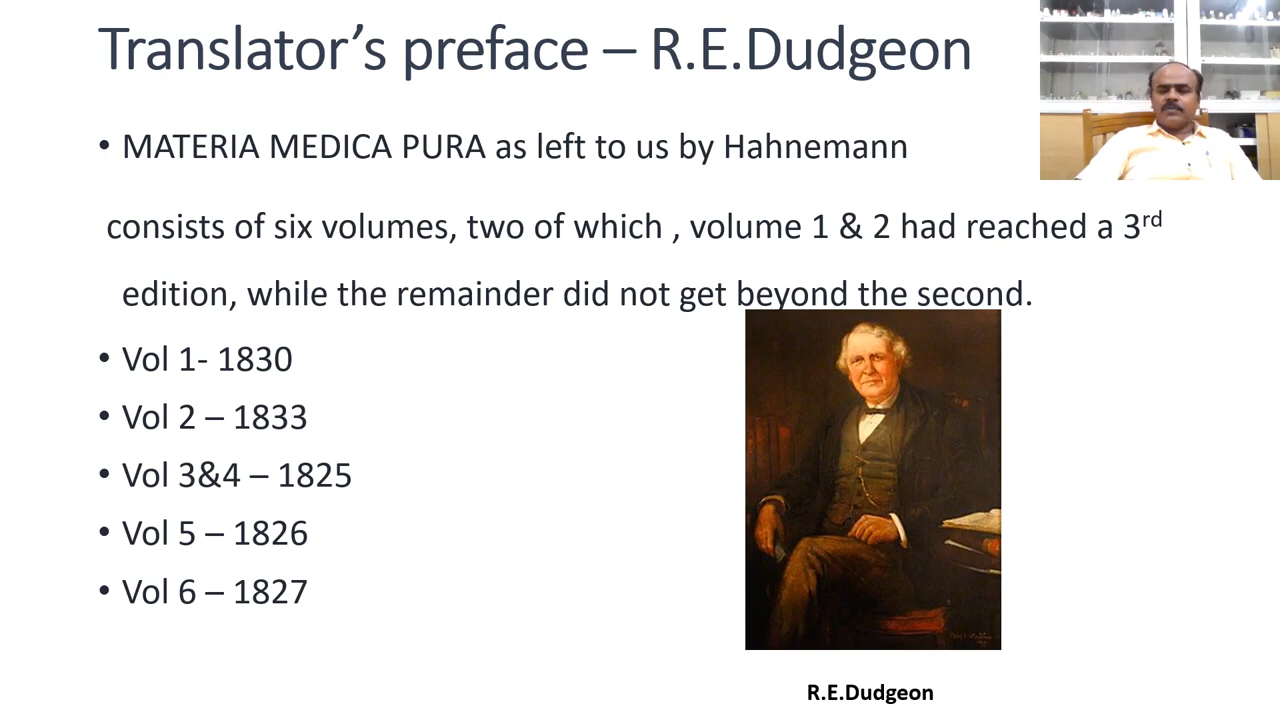 Translator’s preface – R.E.Dudgeon
• MATERIA MEDICA PURA as left to us by Hahnemann
consists of six volumes, two of which , volume 1 & 2 had reached a 3rd
edition, while the remainder did not get beyond the second.
• Vol 1- 1830
• Vol 2 – 1833
• Vol 3&4 – 1825
• Vol 5 – 1826
• Vol 6 – 1827
R.E.Dudgeon